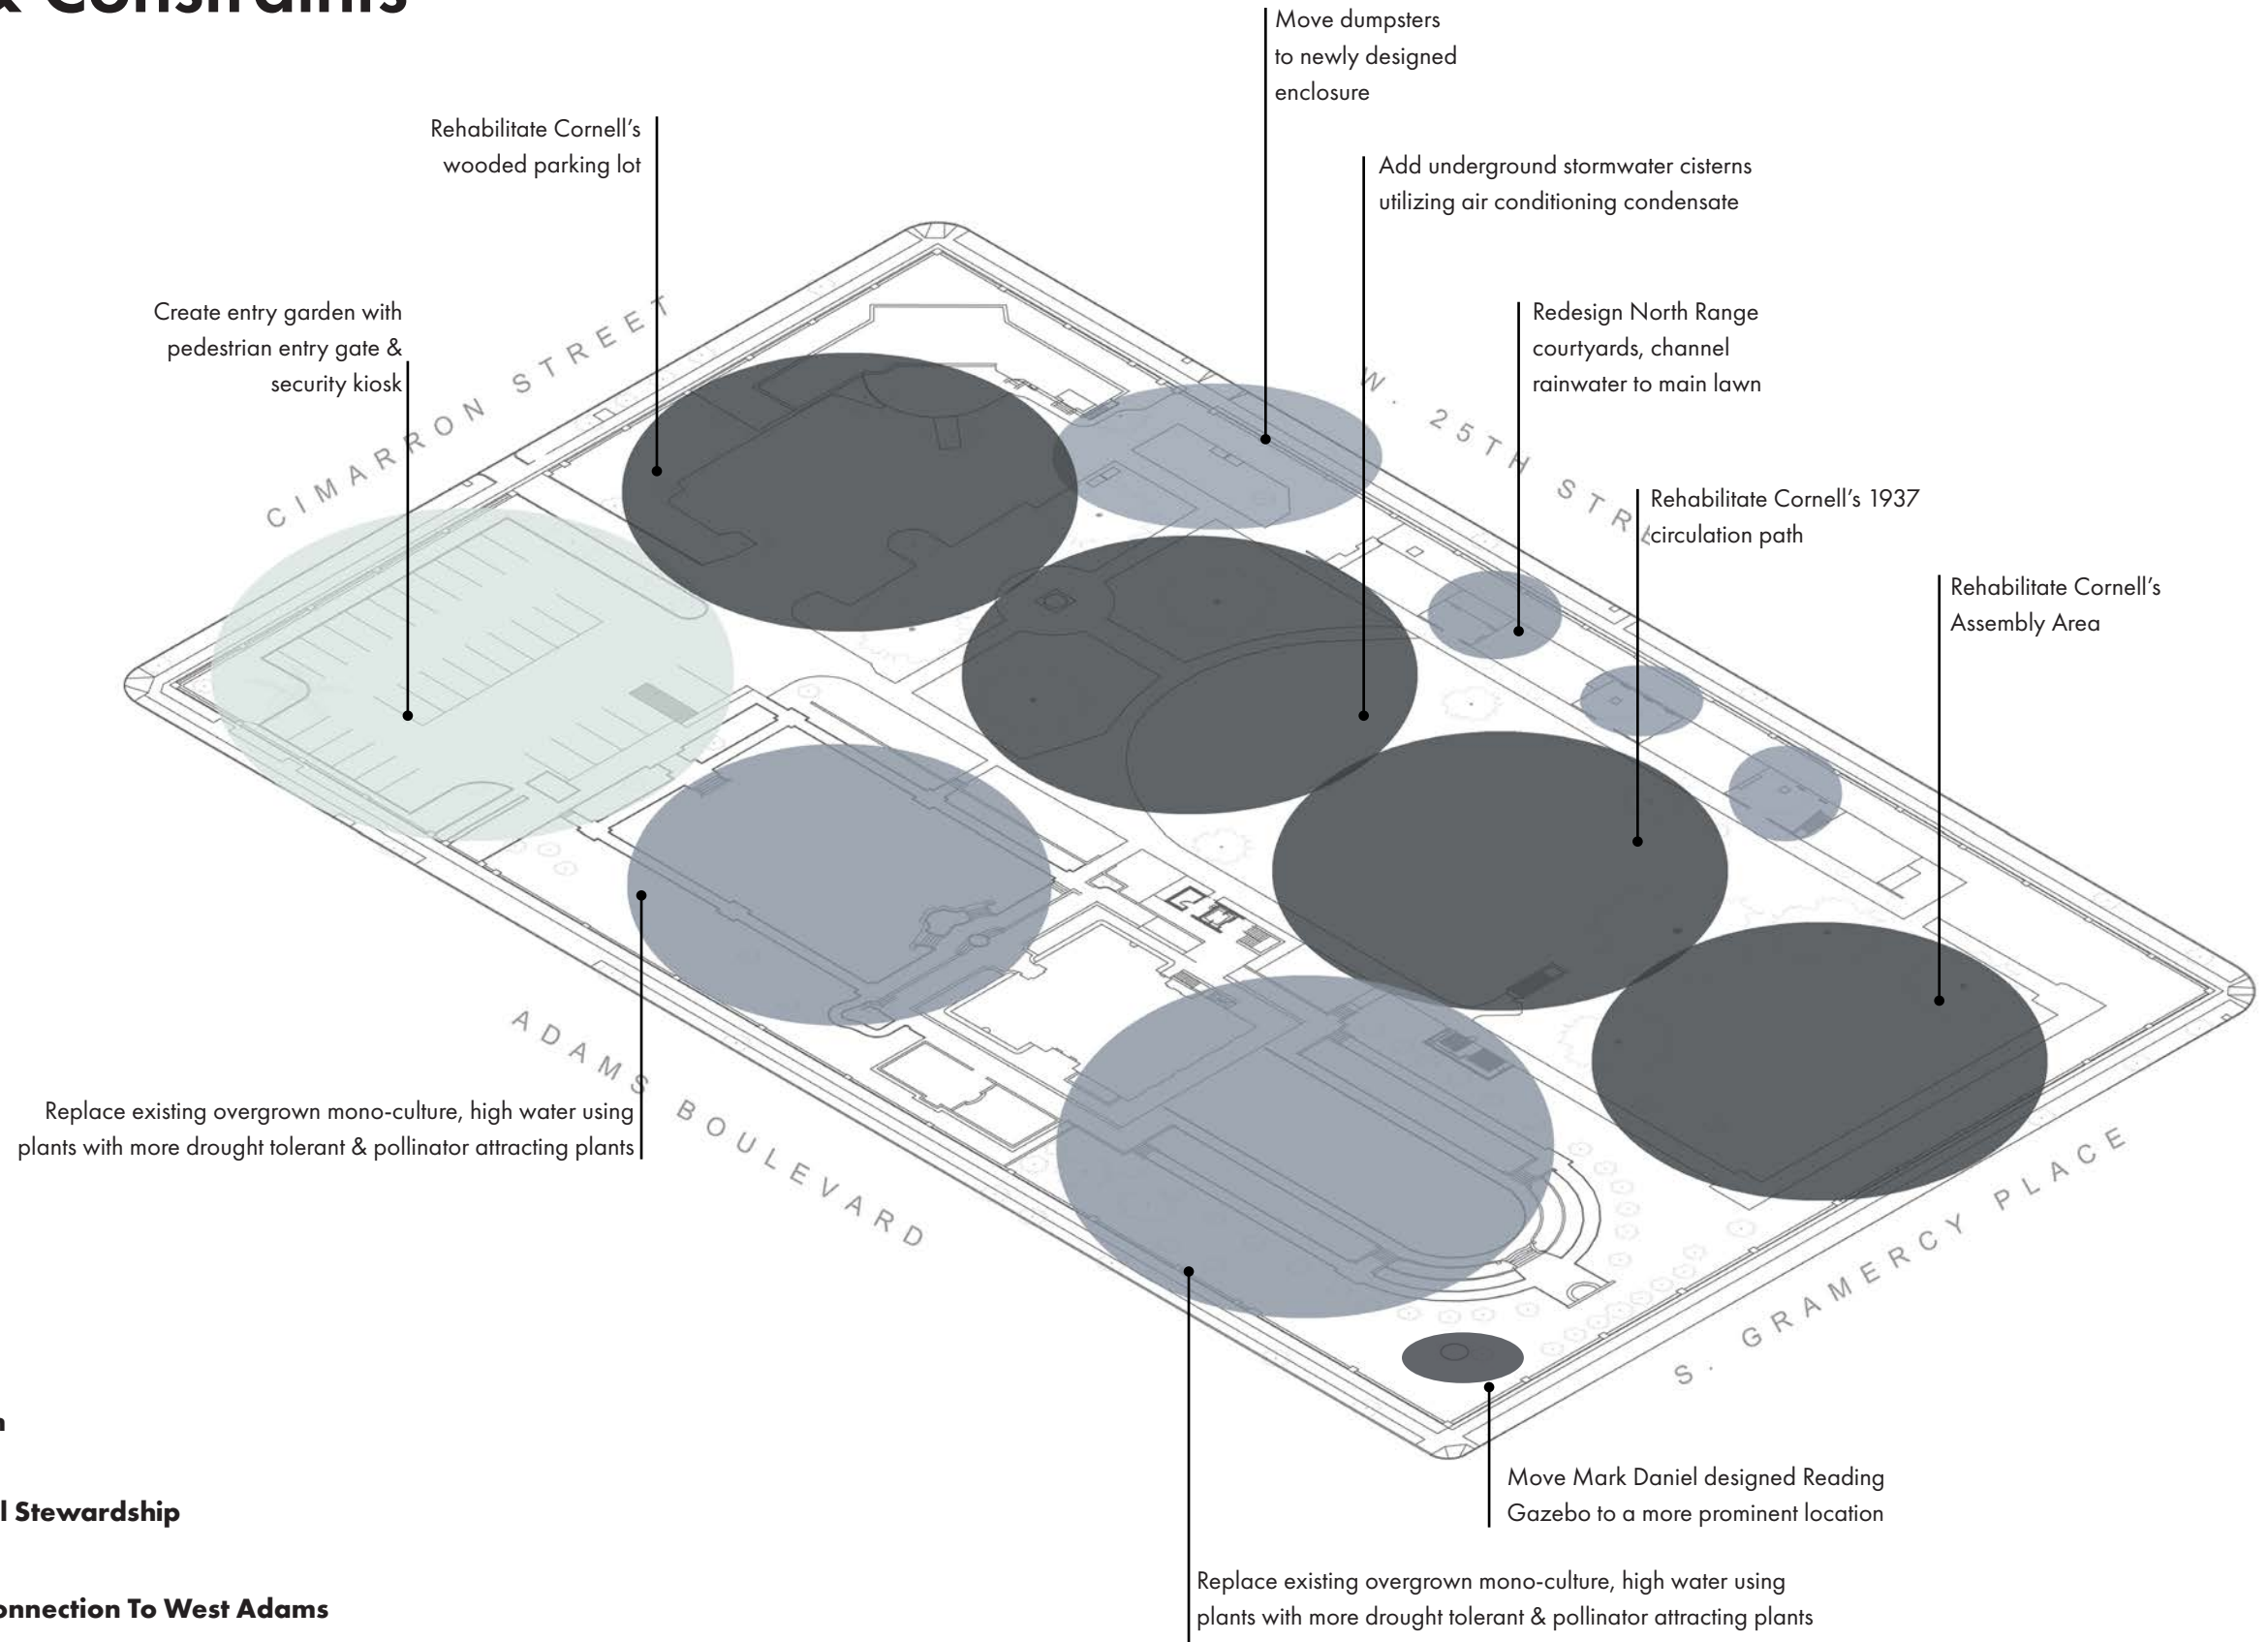 & Constraints
Move dumpsters
to newly designed
enclosure
Rehabilitate Cornell's
wooded parking lot
Add underground stormwater cisterns
utilizing air conditioning condensate
Create entry garden with
pedestrian entry gate &
security kiosk
Redesign North Range
courtyards, channel
rainwater to main lawn
CIMARRON STREET
W. 25TH STRE
Rehabilitate Cornell's 1937
circulation path
Rehabilitate Cornell's
Assembly Area
ADAMS BOULEVARD
Replace existing overgrown mono-culture, high water using
plants with more drought tolerant & pollinator attracting plants
S. GRAMERCY PLACE
Move Mark Daniel designed Reading
Gazebo to a more prominent location
l Stewardship
Replace existing overgrown mono-culture, high water using
plants with more drought tolerant & pollinator attracting plants
onnection To West Adams